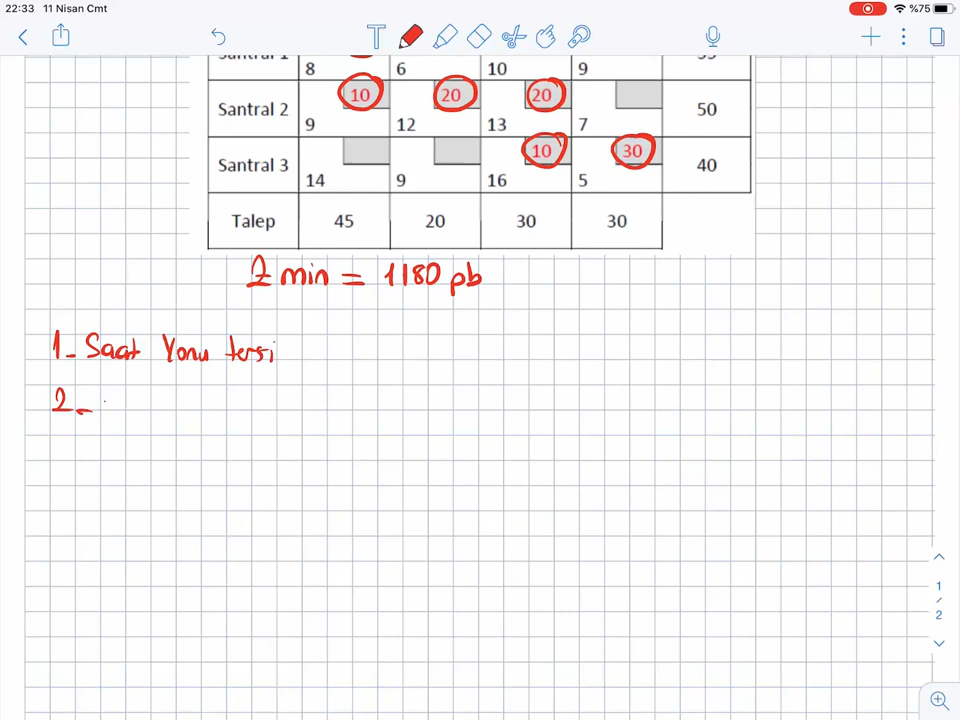 22:33 11 Nisan Cmt %75
8 6 10 9
10 20 20
Santral 2 50
9 12 13 7
10 30
Santral 3 40
14 9 16 5
Talep 45 20 30 30
Z min = 1180 pb
1- Saat Yonu tersi
2-
1
/
2